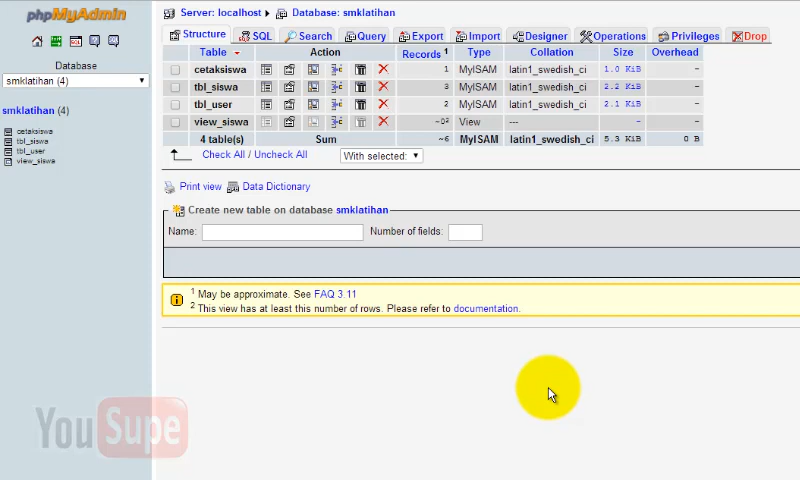 phpMyAdmin
Database
smklatihan (4)
smklatihan (4)
cetaksiswa
tbl_siswa
tbl_user
view_siswa
Server: localhost Database: smklatihan
Structure SQL Search Query Export Import Designer Operations Privileges Drop
Table Action Records 1 Type Collation Size Overhead
cetaksiswa 1 MyISAM latin1_swedish_ci 1.0 KiB -
tbl_siswa 3 MyISAM latin1_swedish_ci 2.2 KiB -
tbl_user 2 MyISAM latin1_swedish_ci 2.1 KiB -
view_siswa ~0² View --- - -
4 table(s) Sum ~6 MyISAM latin1_swedish_ci 5.3 KiB 0 B
Check All / Uncheck All With selected:
Print view Data Dictionary
Create new table on database smklatihan
Name: Number of fields:
1 May be approximate. See FAQ 3.11
2 This view has at least this number of rows. Please refer to documentation.
YouSupe